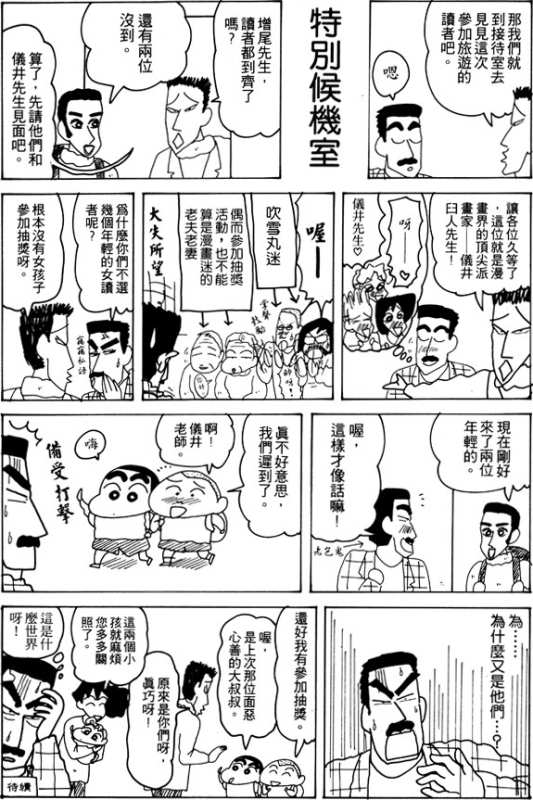 特別候機室
那我們就
到接待室去
見見這次
參加旅遊的
讀者吧。
嗯
增尾先生，
讀者都到齊了
嗎？
還有兩位
沒到。
算了，先請他們和
儀井先生見面吧。
讓各位久等了
，這位就是漫
畫界的頂尖派
畫家——儀井
臼人先生！
呀——
儀井先生♡
喔——
吹雪丸迷
偶而參加抽獎
活動，也不能
算是漫畫迷的
老夫老妻
大失所望
為什麼你們不選
幾個年輕的女讀
者呢？
竊竊私語
根本沒有女孩子
參加抽獎呀。
現在剛好
來了兩位
年輕的。
喔，
這樣才像話嘛！
真不好意思，
我們遲到了。
啊！
儀井
老師。
嗨
備受打擊
為……
為什麼又是他們…？
還好我有參加抽獎。
喔，
是上次那位面惡
心善的大叔叔。
原來是你們呀，
真巧呀！
這兩個小
孩就麻煩
您多多關
照了。
這是什
麼世界
呀！
待續